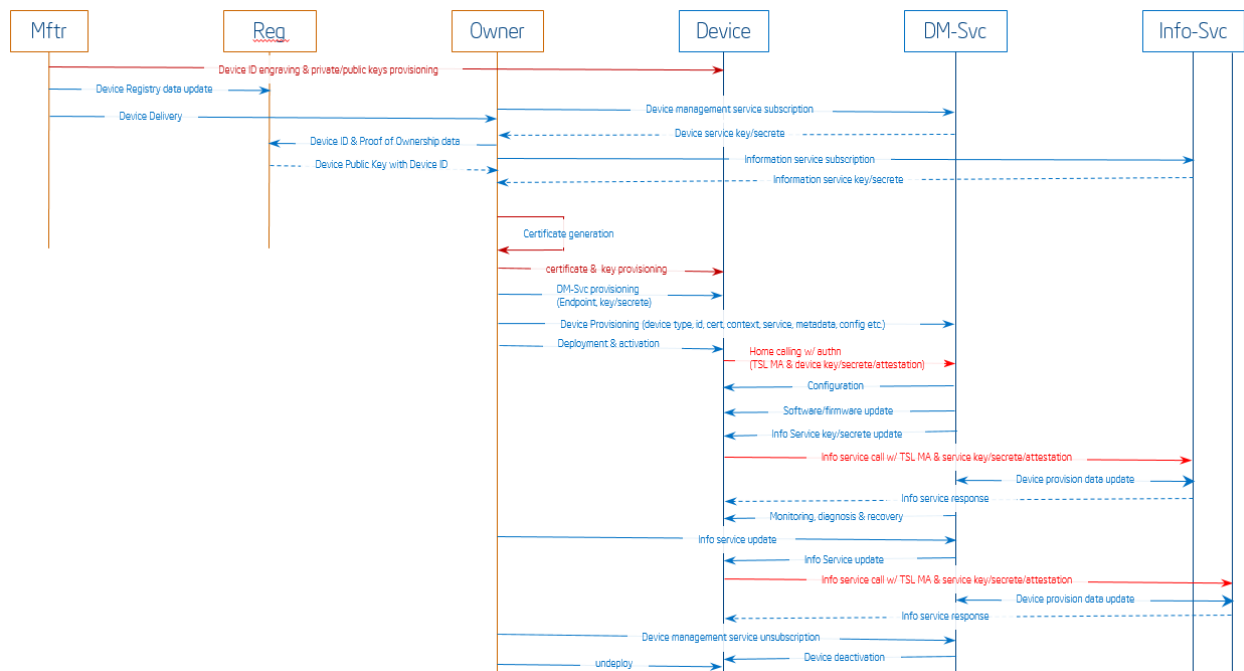 Mftr
Reg
Owner
Device
DM-Svc
Info-Svc
Device ID engraving & private/public keys provisioning
Device Registry data update
Device management service subscription
Device Delivery
Device service key/secrete
Device ID & Proof of Ownership data
Information service subscription
Device Public Key with Device ID
Information service key/secrete
Certificate generation
certificate & key provisioning
DM-Svc provisioning
(Endpoint, key/secrete)
Device Provisioning (device type, id, cert, context, service, metadata, config etc.)
Deployment & activation
Home calling w/ authn
(TSL MA & device key/secrete/attestation)
Configuration
Software/firmware update
Info Service key/secrete update
Info service call w/ TSL MA & service key/secrete/attestation
Device provision data update
Info service response
Monitoring, diagnosis & recovery
Info service update
Info Service update
Info service call w/ TSL MA & service key/secrete/attestation
Device provision data update
Info service response
Device management service unsubscription
Device deactivation
undeploy